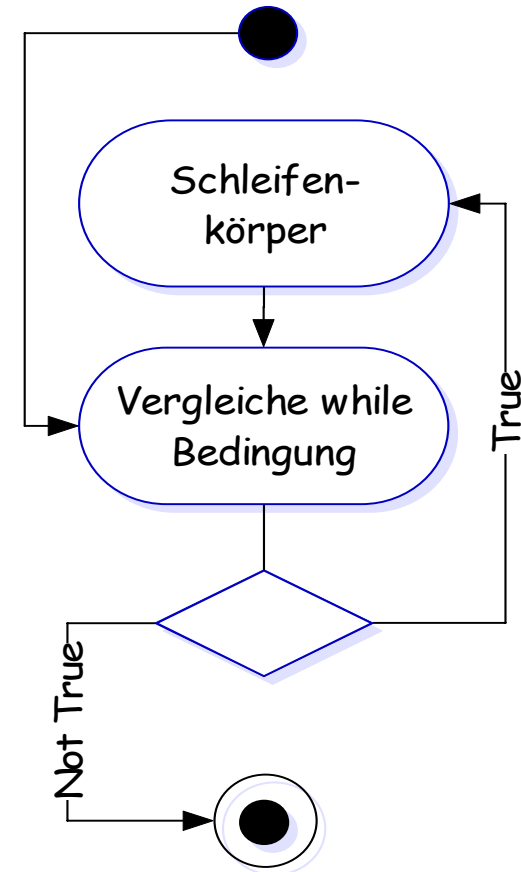 Schleifen-
körper
Vergleiche while
Bedingung
True
Not True